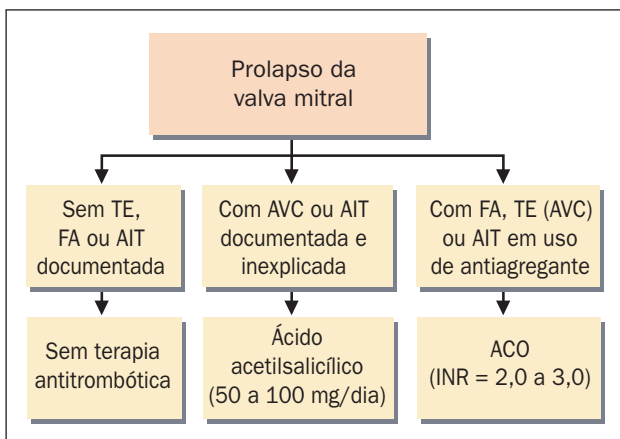 Prolapso da
valva mitral
Sem TE,
FA ou AIT
documentada
Com AVC ou AIT
documentada e
inexplicada
Com FA, TE (AVC)
ou AIT em uso
de antiagregante
Sem terapia
antitrombótica
Ácido
acetilsalicílico
(50 a 100 mg/dia)
ACO
(INR = 2,0 a 3,0)